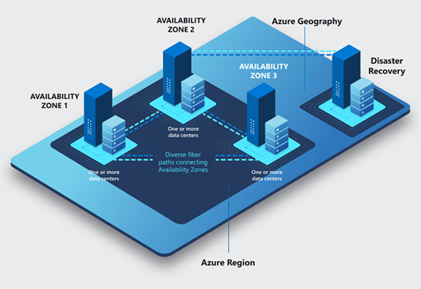 AVAILABILITY
ZONE 2
Azure Geography
AVAILABILITY
ZONE 3
Disaster
Recovery
AVAILABILITY
ZONE 1
One or more
data centers
Diverse fiber
paths connecting
Availability Zones
One or more
data centers
One or more
data centers
Azure Region